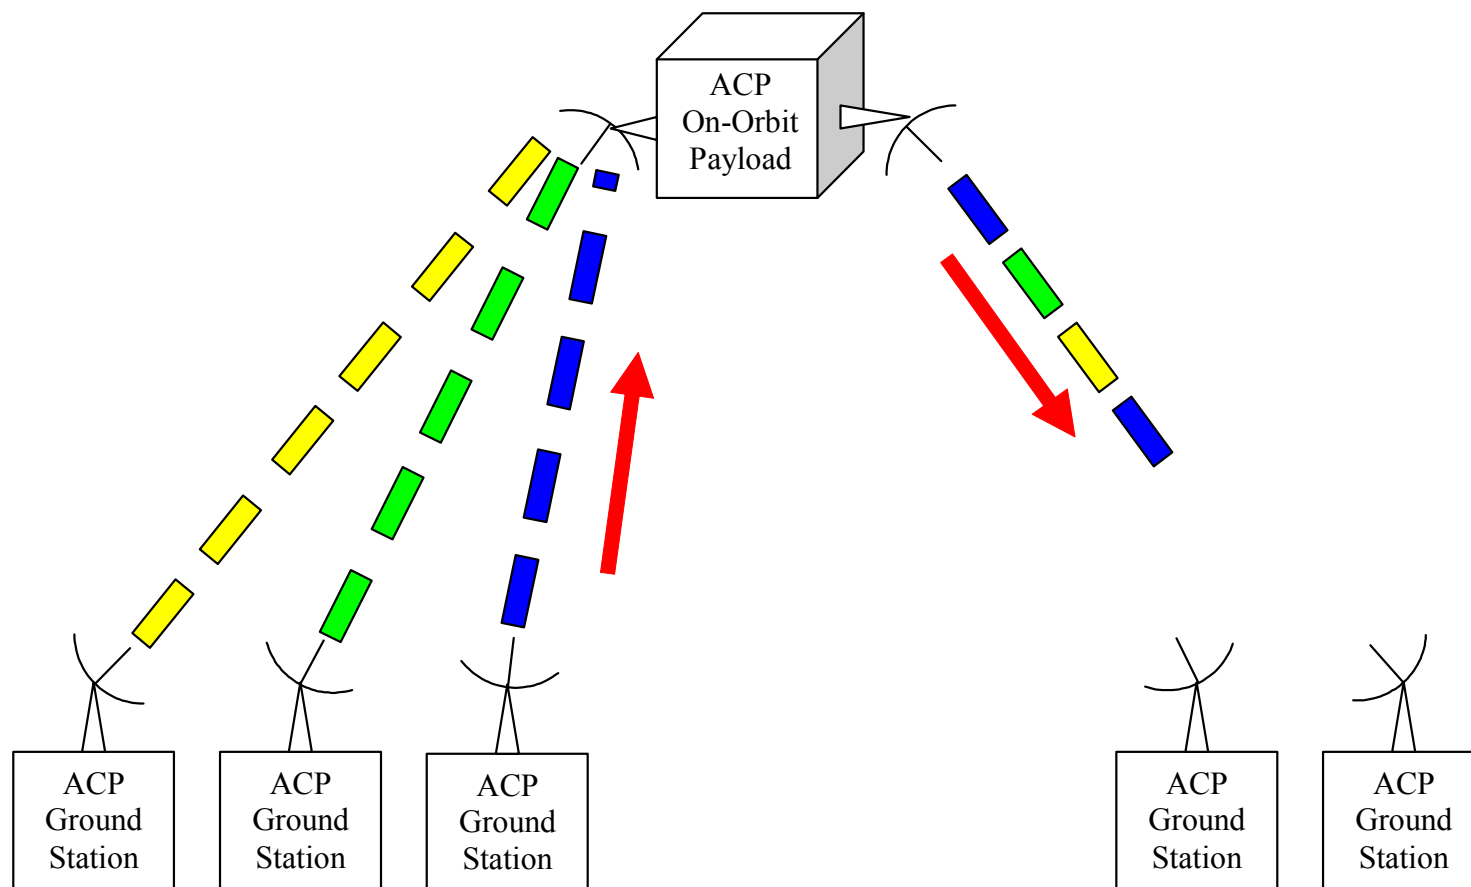 ACP
On-Orbit
Payload
ACP
Ground
Station
ACP
Ground
Station
ACP
Ground
Station
ACP
Ground
Station
ACP
Ground
Station